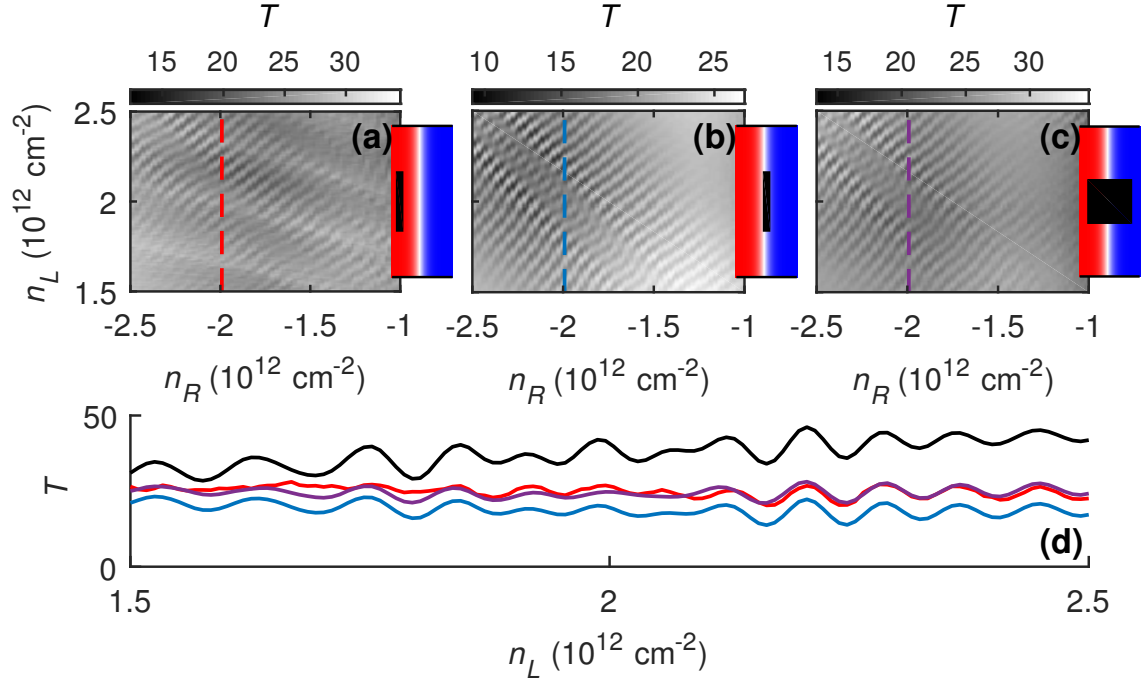 T T T
15 20 25 30 10 15 20 25 15 20 25 30
(a) (b) (c)
2.5
2
1.5
n_L (10^12 cm^-2)
-2.5 -2 -1.5 -1 -2.5 -2 -1.5 -1 -2.5 -2 -1.5 -1
n_R (10^12 cm^-2) n_R (10^12 cm^-2) n_R (10^12 cm^-2)
50
T
0
(d)
1.5 2 2.5
n_L (10^12 cm^-2)